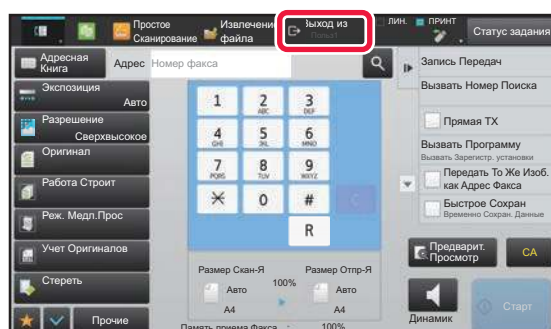 Простое
Сканирование
Извлечение
файла
Выход из
ЛИН.
ПРИНТ
Статус задания
Адресная
Книга
Адрес
Номер факса
Экспозиция
Авто
Разрешение
Сверхвысокое
Оригинал
Работа Строит
Реж. Медл.Прос
Учет Оригиналов
Стереть
Прочие
1
2
ABC
3
DEF
4
GHI
5
JKL
6
MNO
7
PQRS
8
TUV
9
WXYZ
0
#
C
R
Размер
Скан-Я
Авто
A4
100%
Размер Отпр-Я
Авто
A4
Память приема Факса : 100%
Запись Передач
Вызвать Номер Поиска
Прямая TX
Вызвать Программу
Вызвать Зарегистр. установки
Передать То Же Изоб.
как Адрес Факса
Быстрое Сохран
Временно Сохран. Данные
Предварит.
Просмотр
CA
Динамик
Старт